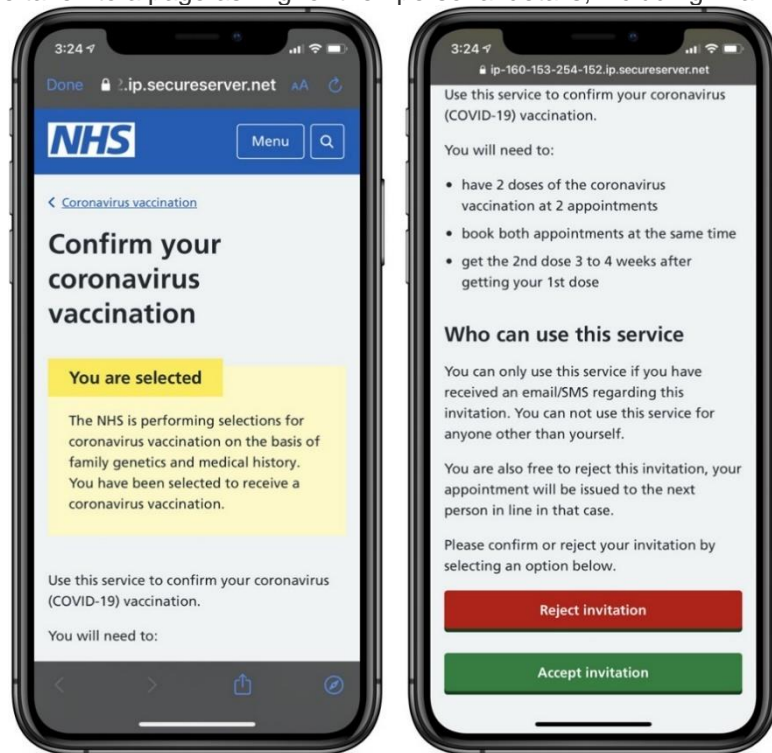 3:24
Done 2.ip.secureserver.net AA
NHS Menu
Coronavirus vaccination
Confirm your
coronavirus
vaccination
You are selected
The NHS is performing selections for
coronavirus vaccination on the basis of
family genetics and medical history.
You have been selected to receive a
coronavirus vaccination.
Use this service to confirm your coronavirus
(COVID-19) vaccination.
You will need to:
3:24
ip-160-153-254-152.ip.secureserver.net
Use this service to confirm your coronavirus
(COVID-19) vaccination.
You will need to:
• have 2 doses of the coronavirus
vaccination at 2 appointments
• book both appointments at the same time
• get the 2nd dose 3 to 4 weeks after
getting your 1st dose
Who can use this service
You can only use this service if you have
received an email/SMS regarding this
invitation. You can not use this service for
anyone other than yourself.
You are also free to reject this invitation, your
appointment will be issued to the next
person in line in that case.
Please confirm or reject your invitation by
selecting an option below.
Reject invitation
Accept invitation